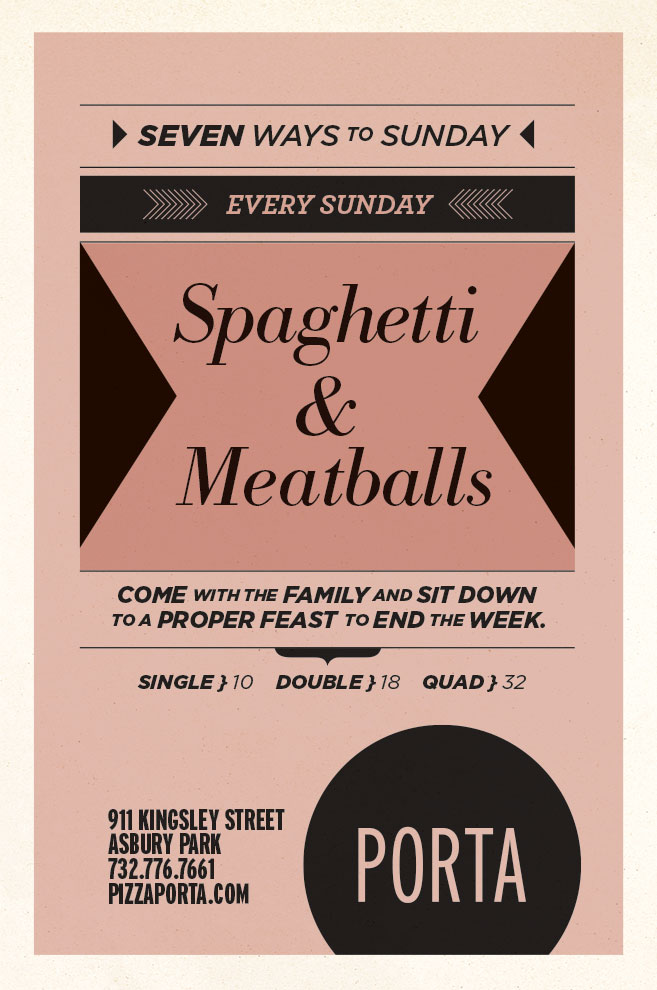 SEVEN WAYS TO SUNDAY
EVERY SUNDAY
Spaghetti
&
Meatballs
COME WITH THE FAMILY AND SIT DOWN
TO A PROPER FEAST TO END THE WEEK.
SINGLE } 10 DOUBLE } 18 QUAD } 32
911 KINGSLEY STREET
ASBURY PARK
732.776.7661
PIZZAPORTA.COM
PORTA